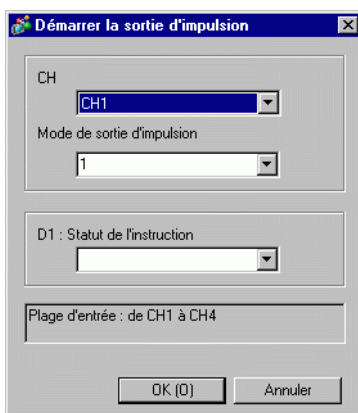 Démarrer la sortie d'impulsion
CH
CH1
Mode de sortie d'impulsion
1
D1 : Statut de l'instruction
Plage d'entrée : de CH1 à CH4
OK (O)
Annuler